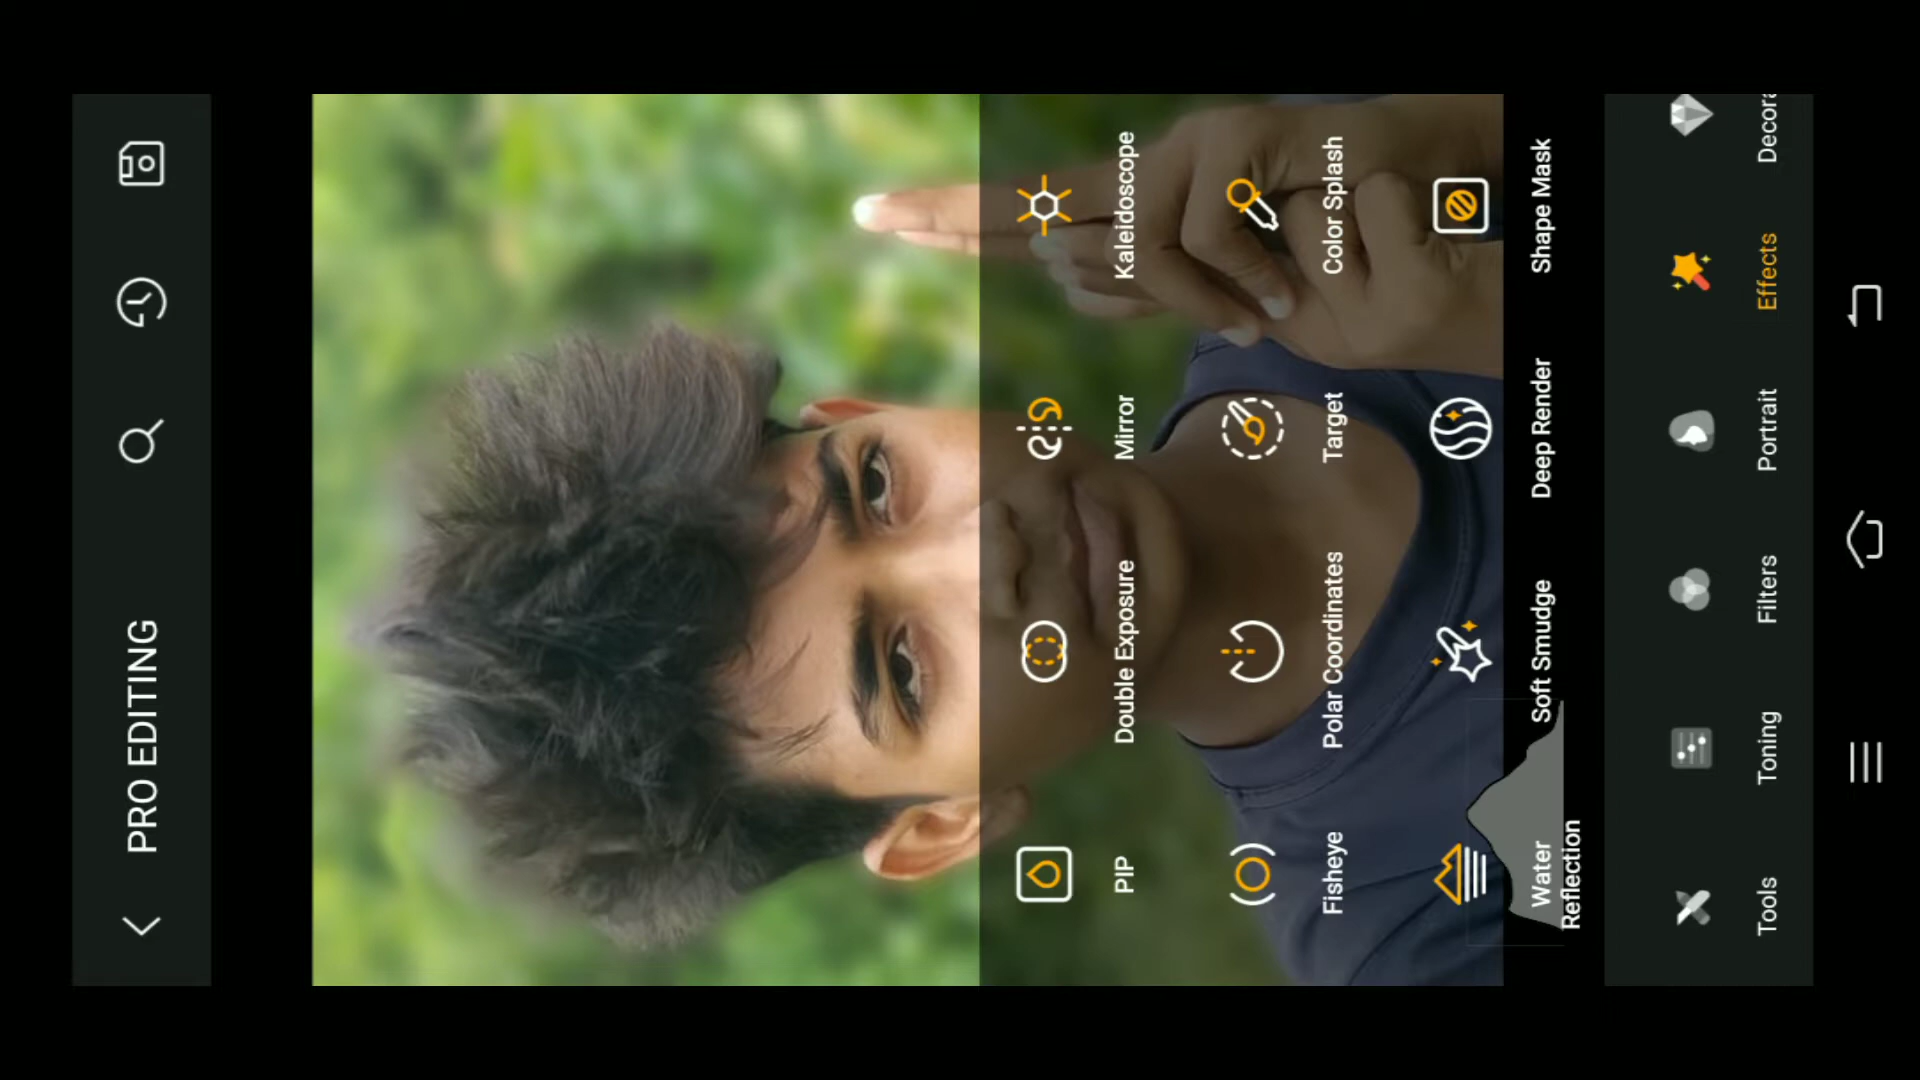 PRO EDITING
PIP
Double Exposure
Mirror
Kaleidoscope
Fisheye
Polar Coordinates
Target
Color Splash
Water
Reflection
Soft Smudge
Deep Render
Shape Mask
Tools
Toning
Filters
Portrait
Effects
Decora